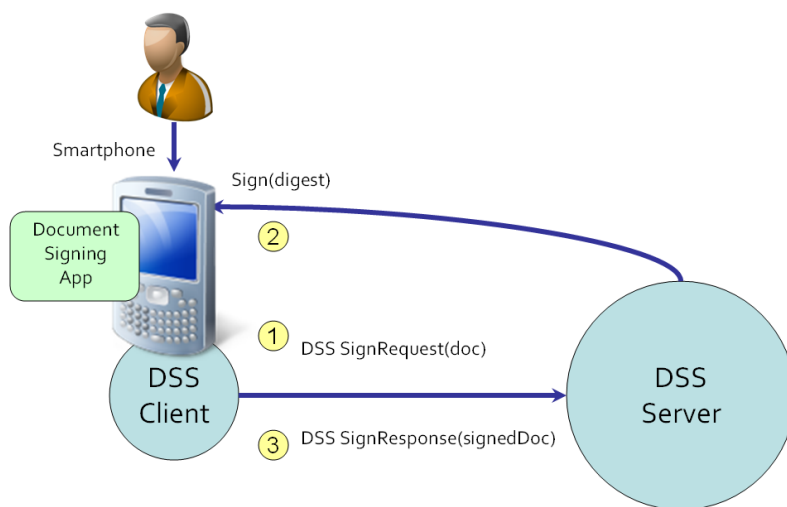 Smartphone
Sign(digest)
Document
Signing
App
2
1
DSS SignRequest(doc)
DSS
Client
DSS
Server
3
DSS SignResponse(signedDoc)